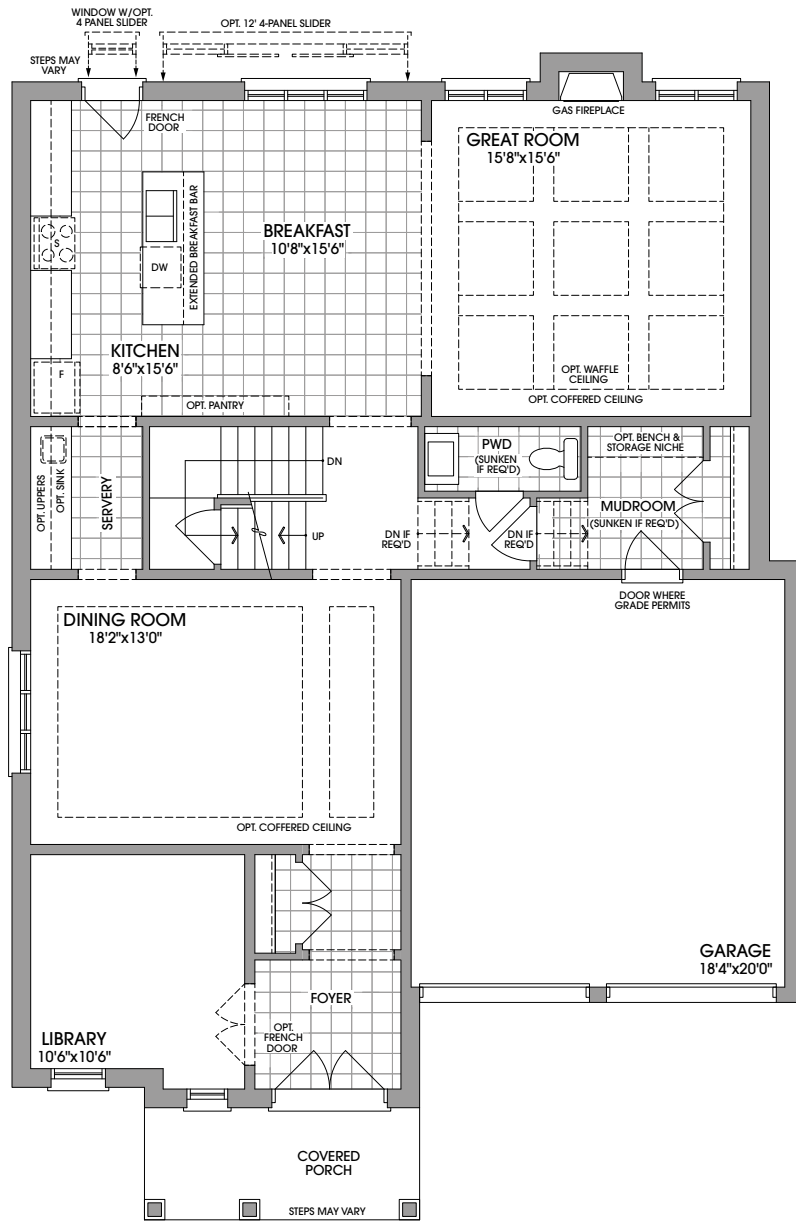 WINDOW W/OPT.
4 PANEL SLIDER
OPT. 12' 4-PANEL SLIDER
STEPS MAY
VARY
FRENCH
DOOR
GAS FIREPLACE
GREAT ROOM
15'8"x15'6"
S
DW
EXTENDED BREAKFAST BAR
BREAKFAST
10'8"x15'6"
KITCHEN
8'6"x15'6"
F
OPT. PANTRY
OPT. WAFFLE
CEILING
OPT. COFFERED CEILING
OPT. UPPERS
OPT. SINK
SERVERY
DN
UP
PWD
(SUNKEN
IF REQ'D)
OPT. BENCH &
STORAGE NICHE
MUDROOM
(SUNKEN IF REQ'D)
DN IF
REQ'D
DN IF
REQ'D
DOOR WHERE
GRADE PERMITS
DINING ROOM
18'2"x13'0"
OPT. COFFERED CEILING
GARAGE
18'4"x20'0"
FOYER
OPT.
FRENCH
DOOR
LIBRARY
10'6"x10'6"
COVERED
PORCH
STEPS MAY VARY